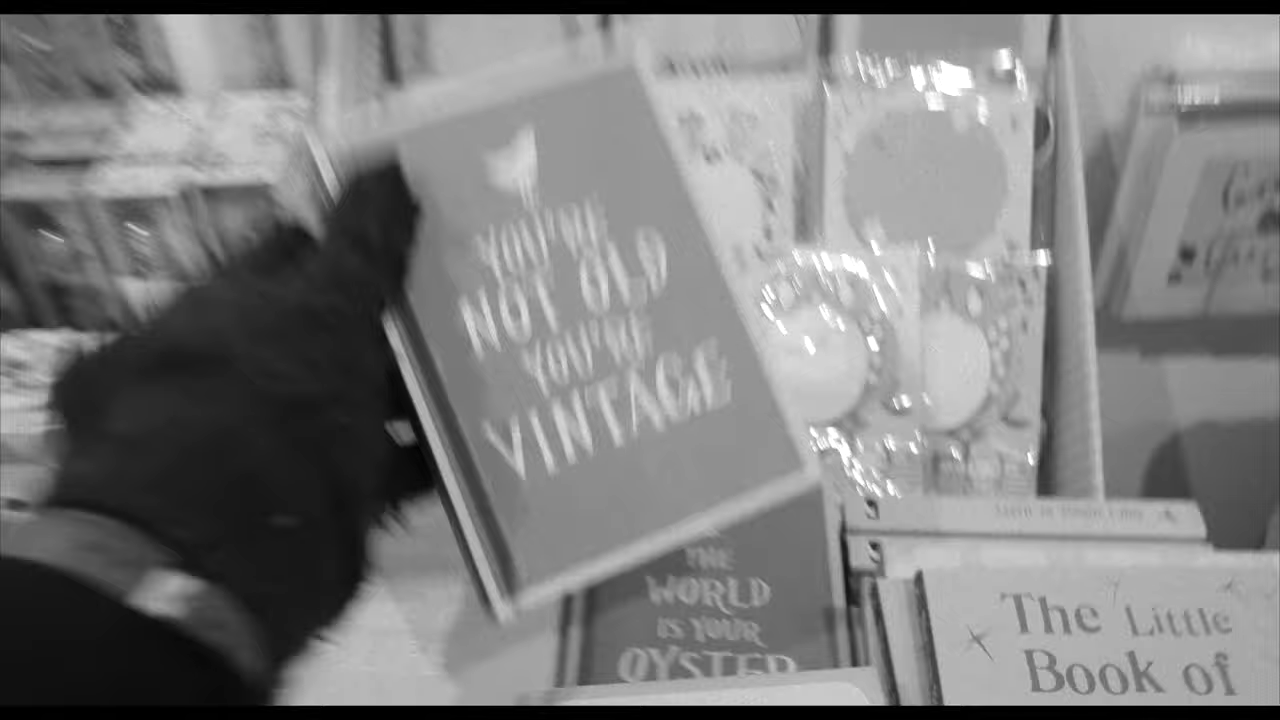 YOU'RE
NOT OLD
YOU'RE
VINTAGE
THE
WORLD
IS YOUR
OYSTER
The Little
Book of